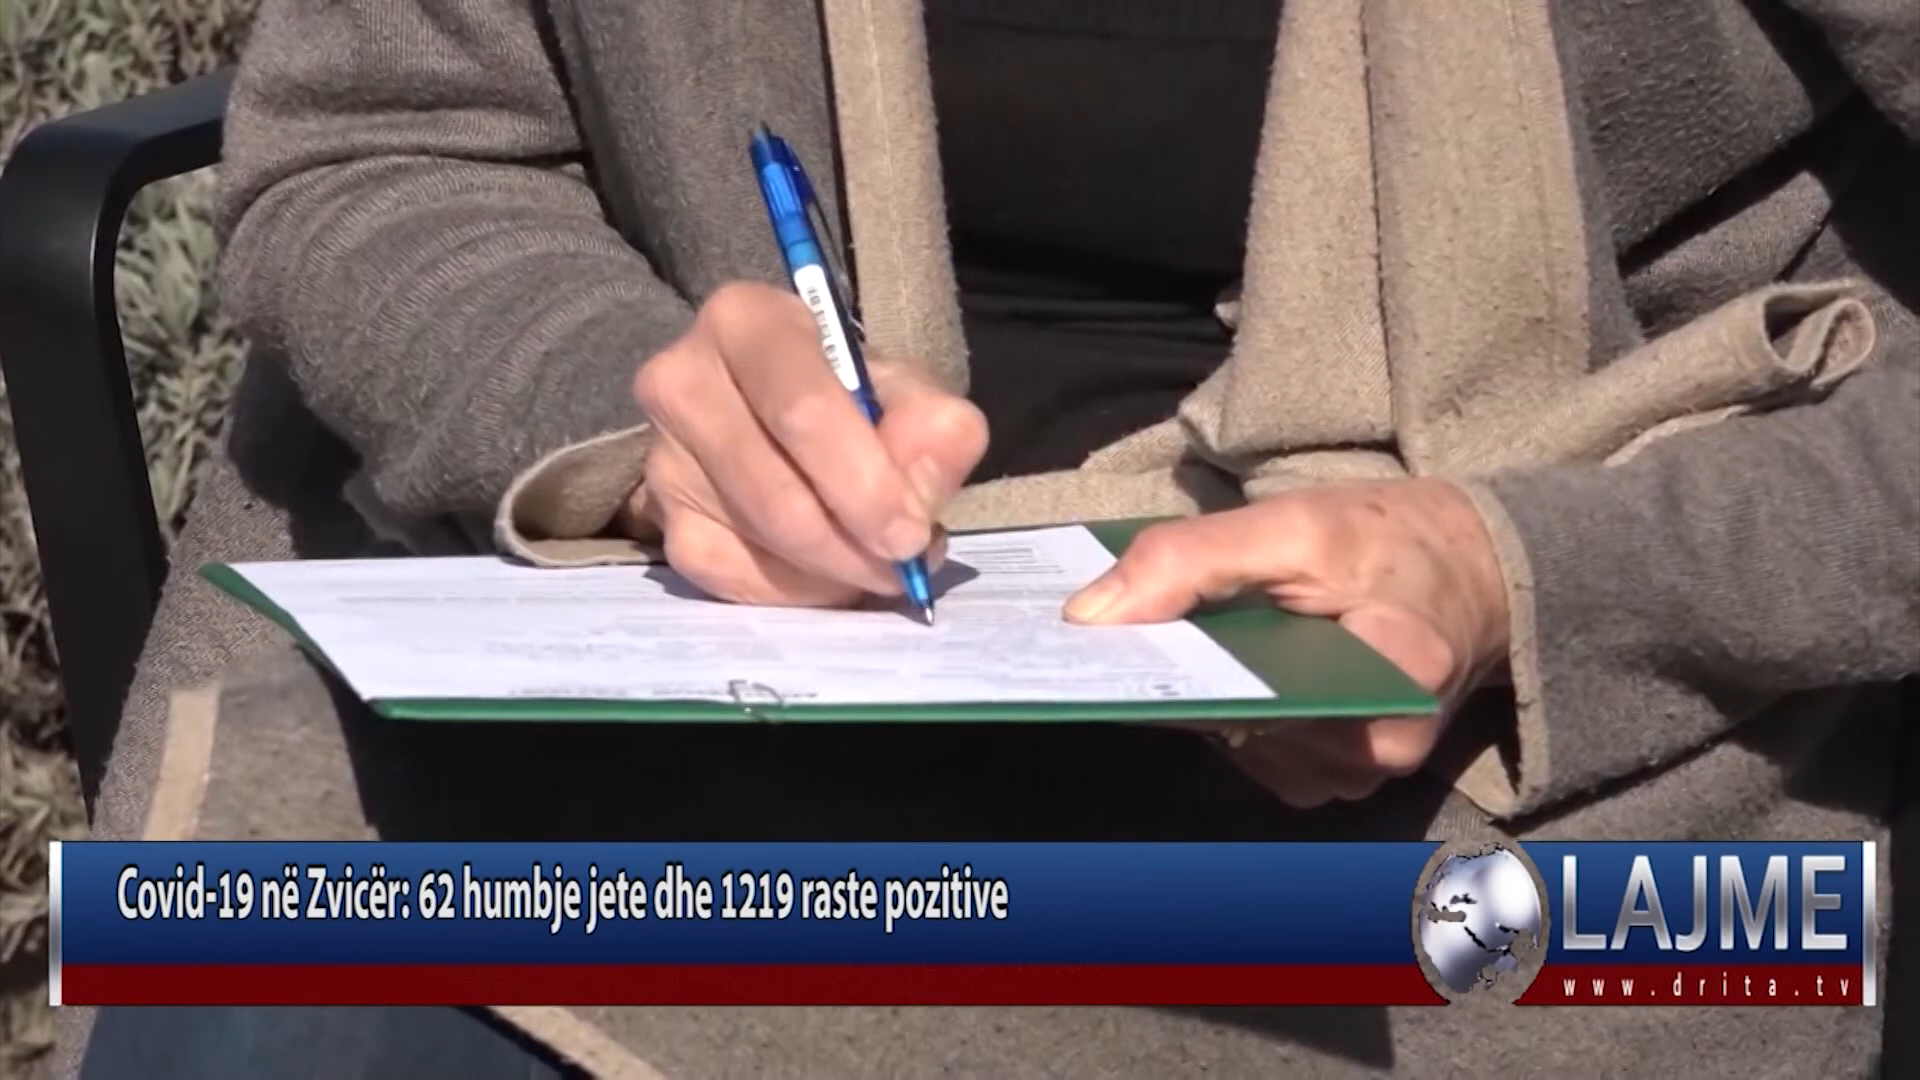 Covid-19 në Zvicër: 62 humbje jete dhe 1219 raste pozitive
LAJME
www.drita.tv